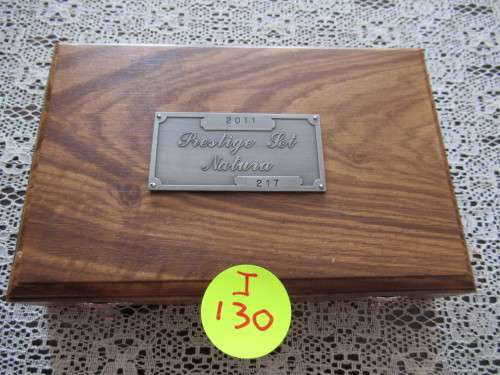 2011
Prestige Set
Natura
217
I
130